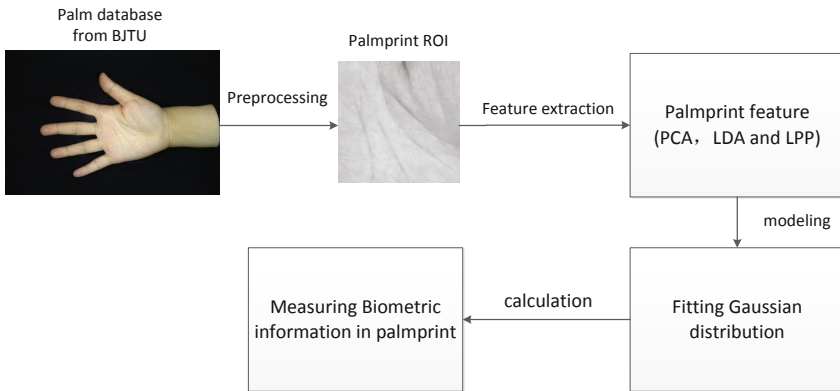 Palm database
from BJTU
Preprocessing
Palmprint ROI
Feature extraction
Palmprint feature
(PCA，LDA and LPP)
modeling
Fitting Gaussian
distribution
calculation
Measuring Biometric
information in palmprint